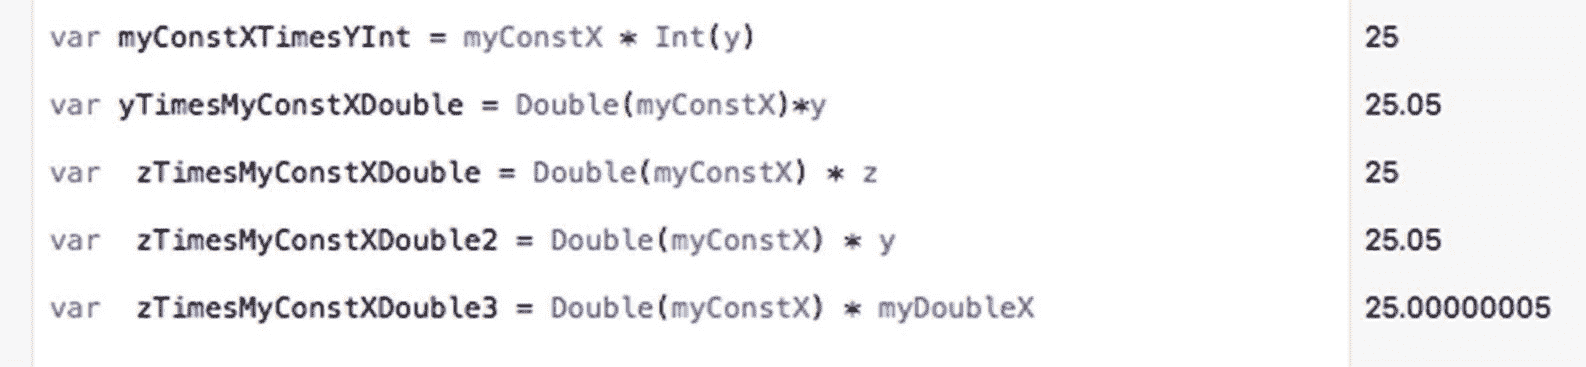 var myConstXTimesYInt = myConstX * Int(y) 25
var yTimesMyConstXDouble = Double(myConstX)*y 25.05
var zTimesMyConstXDouble = Double(myConstX) * z 25
var zTimesMyConstXDouble2 = Double(myConstX) * y 25.05
var zTimesMyConstXDouble3 = Double(myConstX) * myDoubleX 25.00000005